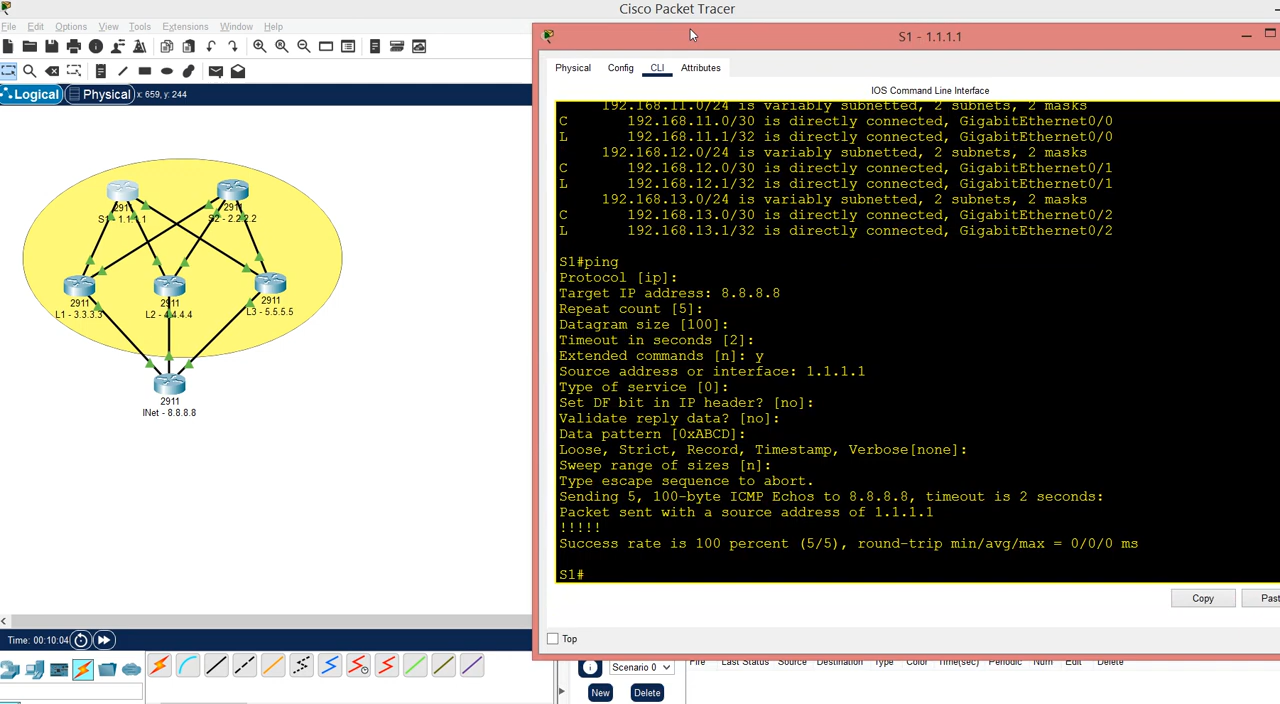 Cisco Packet Tracer
File Edit Options View Tools Extensions Window Help
Logical Physical x: 659, y: 244
S1 - 1.1.1.1
Physical Config CLI Attributes
IOS Command Line Interface
192.168.11.0/24 is variably subnetted, 2 subnets, 2 masks
C 192.168.11.0/30 is directly connected, GigabitEthernet0/0
L 192.168.11.1/32 is directly connected, GigabitEthernet0/0
192.168.12.0/24 is variably subnetted, 2 subnets, 2 masks
C 192.168.12.0/30 is directly connected, GigabitEthernet0/1
L 192.168.12.1/32 is directly connected, GigabitEthernet0/1
192.168.13.0/24 is variably subnetted, 2 subnets, 2 masks
C 192.168.13.0/30 is directly connected, GigabitEthernet0/2
L 192.168.13.1/32 is directly connected, GigabitEthernet0/2
S1#ping
Protocol [ip]:
Target IP address: 8.8.8.8
Repeat count [5]:
Datagram size [100]:
Timeout in seconds [2]:
Extended commands [n]: y
Source address or interface: 1.1.1.1
Type of service [0]:
Set DF bit in IP header? [no]:
Validate reply data? [no]:
Data pattern [0xABCD]:
Loose, Strict, Record, Timestamp, Verbose[none]:
Sweep range of sizes [n]:
Type escape sequence to abort.
Sending 5, 100-byte ICMP Echos to 8.8.8.8, timeout is 2 seconds:
Packet sent with a source address of 1.1.1.1
!!!!!
Success rate is 100 percent (5/5), round-trip min/avg/max = 0/0/0 ms
S1#
Copy Past
Top
2911
2911
S2 - 2.2.2.2
2911
L1 - 3.3.3.3
2911
L2 - 4.4.4.4
2911
L3 - 5.5.5.5
2911
INet - 8.8.8.8
Time: 00:10:04
Scenario 0
New Delete
Fire Last Status Source Destination Type Color Time(sec) Periodic Num Edit Delete